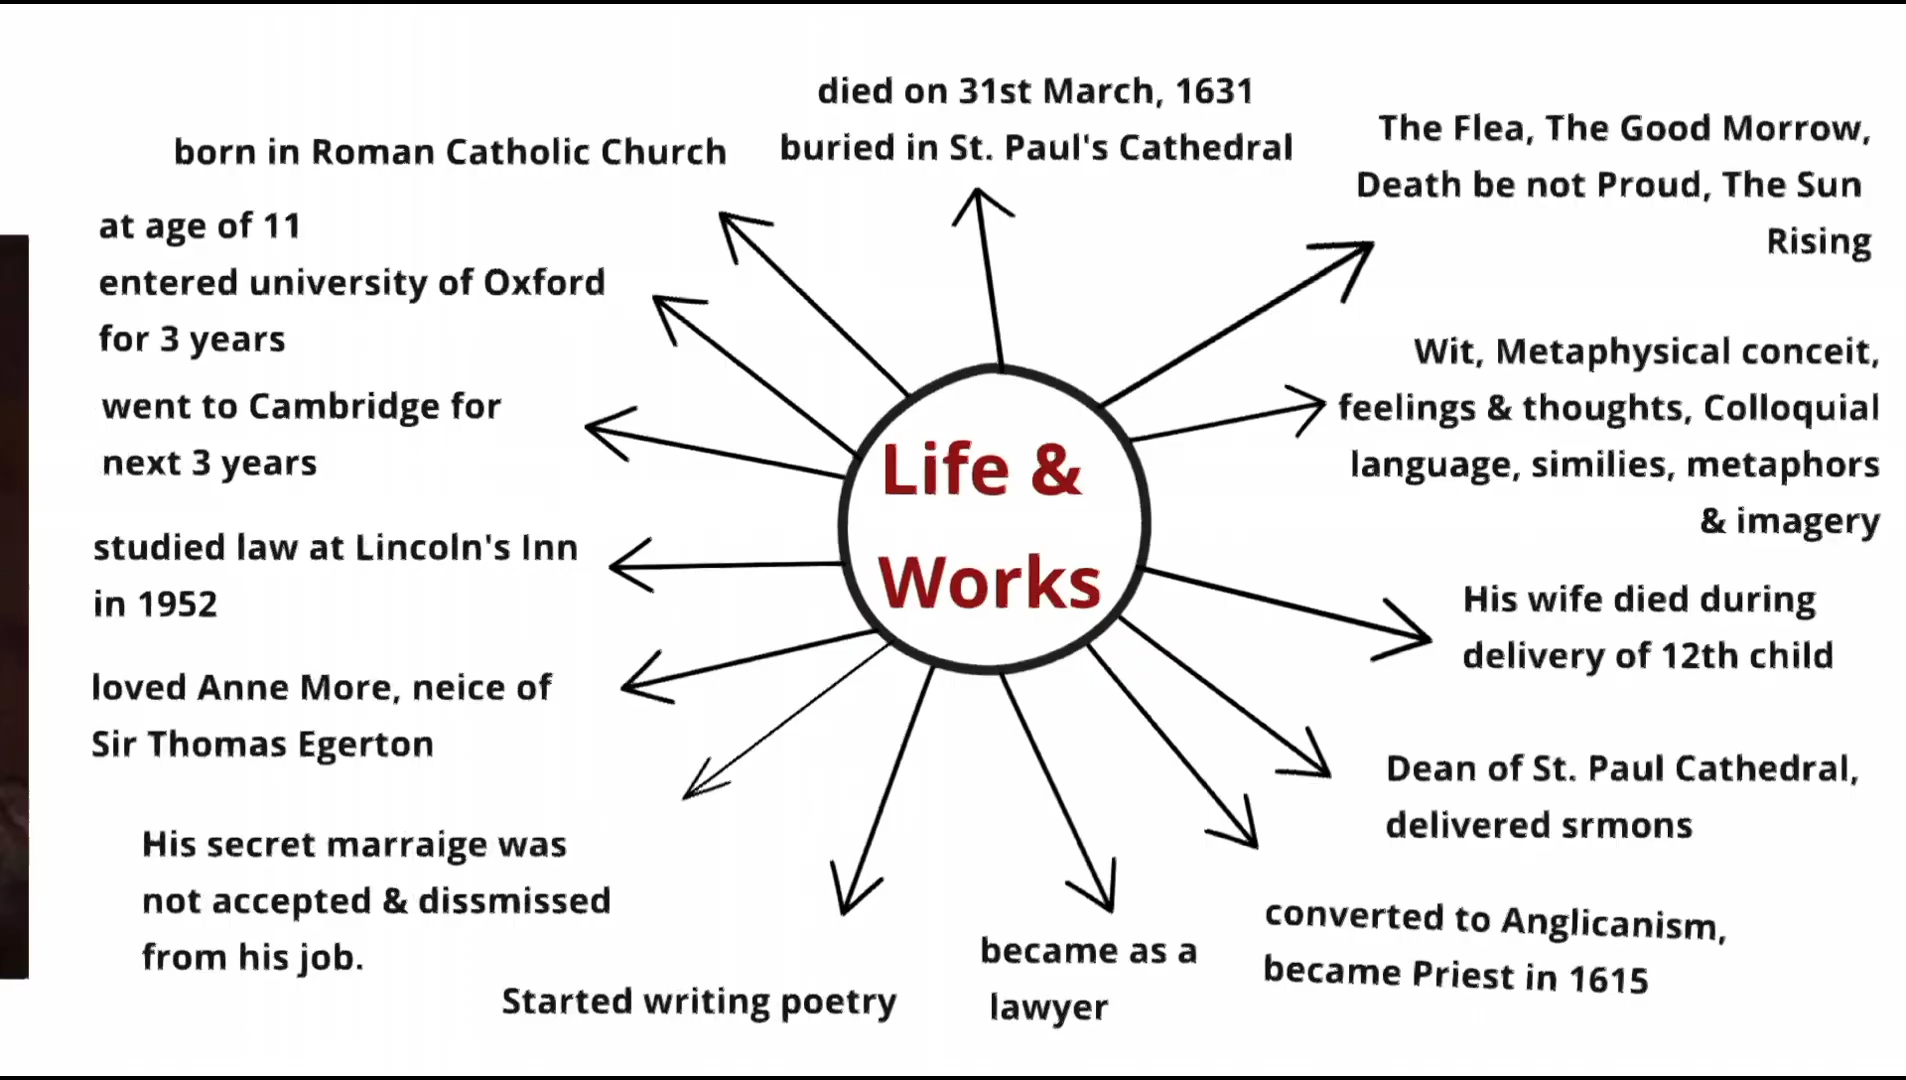 died on 31st March, 1631
buried in St. Paul's Cathedral
born in Roman Catholic Church
at age of 11
entered university of Oxford
for 3 years
went to Cambridge for
next 3 years
studied law at Lincoln's Inn
in 1952
loved Anne More, neice of
Sir Thomas Egerton
His secret marraige was
not accepted & dissmissed
from his job.
Started writing poetry
became as a
lawyer
converted to Anglicanism,
became Priest in 1615
Dean of St. Paul Cathedral,
delivered srmons
His wife died during
delivery of 12th child
Wit, Metaphysical conceit,
feelings & thoughts, Colloquial
language, similies, metaphors
& imagery
The Flea, The Good Morrow,
Death be not Proud, The Sun
Rising
Life &
Works